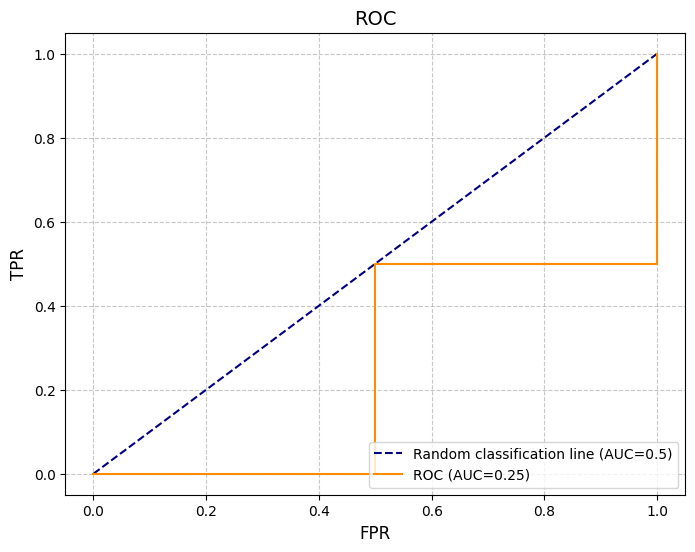 ROC
1.0
0.8
0.6
0.4
0.2
0.0
TPR
Random classification line (AUC=0.5)
ROC (AUC=0.25)
0.0 0.2 0.4 0.6 0.8 1.0
FPR